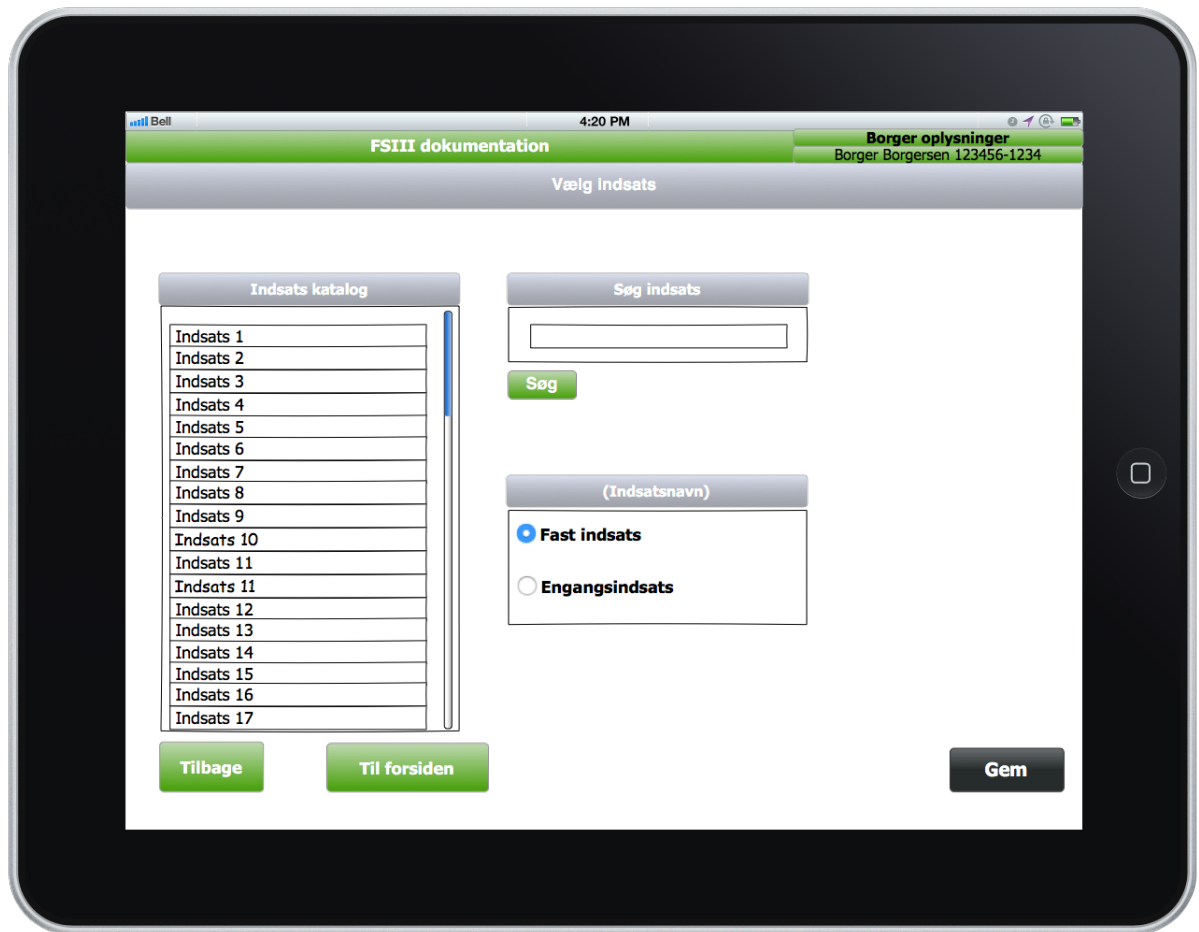 Bell 4:20 PM
FSIII dokumentation
Borger oplysninger
Borger Borgersen 123456-1234
Vælg Indsats
Indsats katalog
Indsats 1
Indsats 2
Indsats 3
Indsats 4
Indsats 5
Indsats 6
Indsats 7
Indsats 8
Indsats 9
Indsats 10
Indsats 11
Indsats 11
Indsats 12
Indsats 13
Indsats 14
Indsats 15
Indsats 16
Indsats 17
Søg indsats
Søg
(Indsatsnavn)
Fast indsats
Engangsindsats
Tilbage
Til forsiden
Gem